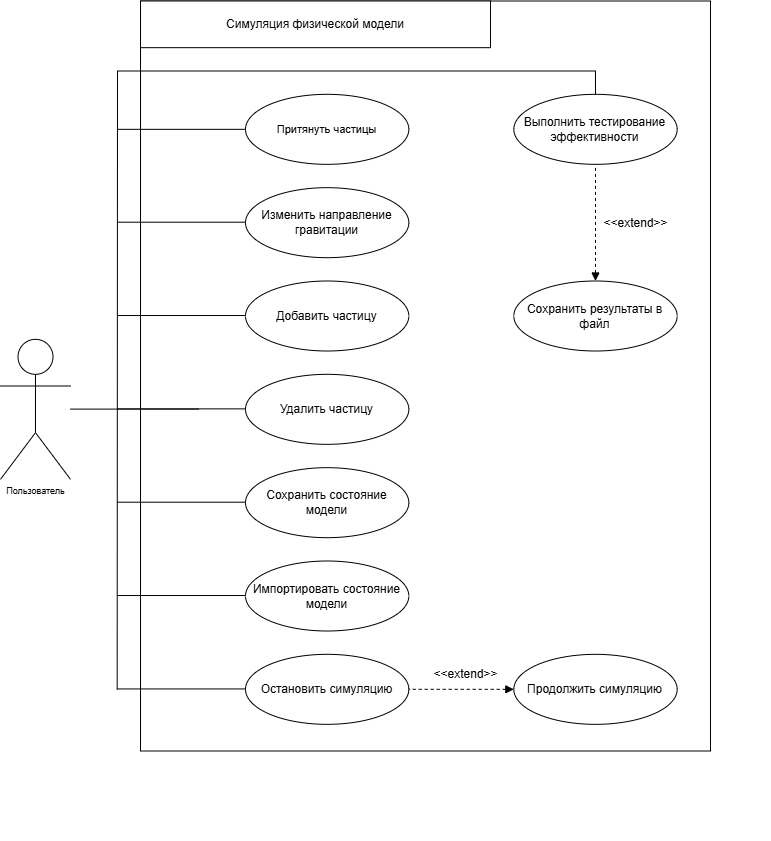 Симуляция физической модели
Притянуть частицы
Выполнить тестирование
эффективности
Изменить направление
гравитации
<<extend>>
Добавить частицу
Сохранить результаты в
файл
Удалить частицу
Пользователь
Сохранить состояние
модели
Импортировать состояние
модели
<<extend>>
Остановить симуляцию
Продолжить симуляцию